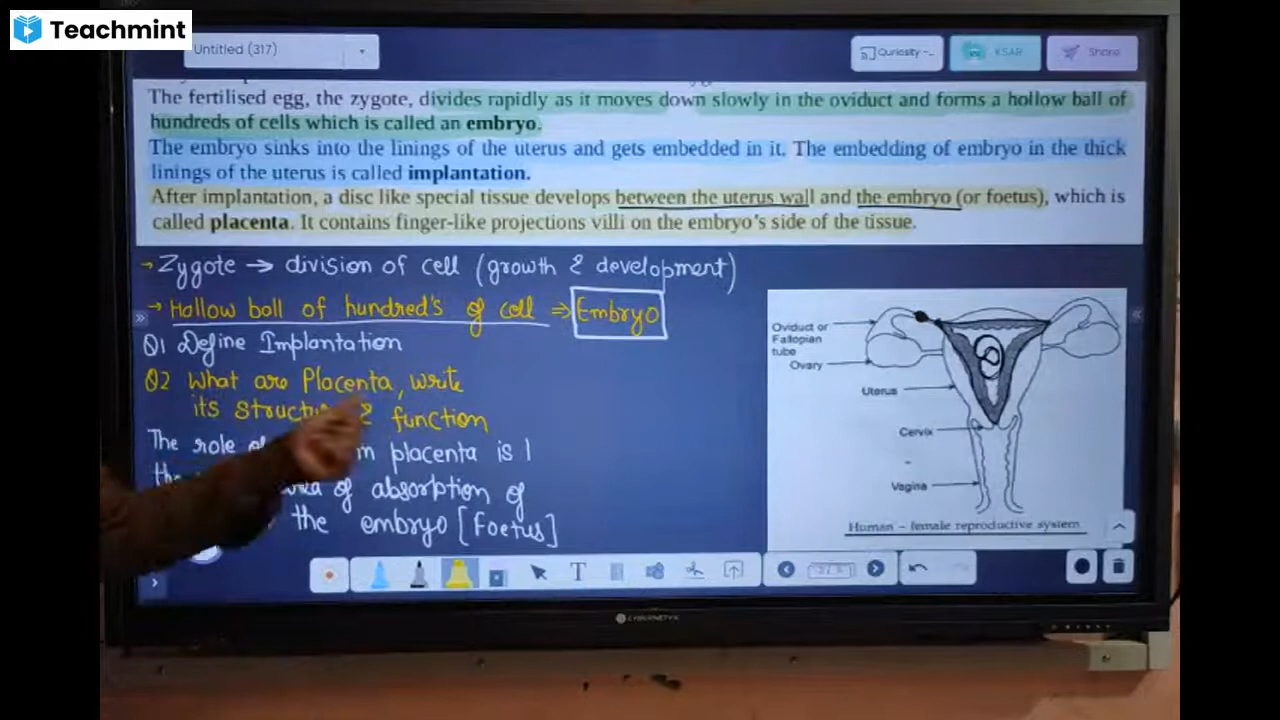 Teachmint
Untitled (317)
Quriosity -...
KSAR
Share
The fertilised egg, the zygote, divides rapidly as it moves down slowly in the oviduct and forms a hollow ball of
hundreds of cells which is called an embryo.
The embryo sinks into the linings of the uterus and gets embedded in it. The embedding of embryo in the thick
linings of the uterus is called implantation.
After implantation, a disc like special tissue develops between the uterus wall and the embryo (or foetus), which is
called placenta. It contains finger-like projections villi on the embryo's side of the tissue.
→ Zygote → division of cell (growth & development)
→ Hollow ball of hundred's of cell ⇒ Embryo
Q1 Define Implantation
Q2 What are Placenta, write
its & function
The role placenta is
of absorption of
the embryo [Foetus]
Oviduct or
Fallopian
tube
Ovary
Uterus
Cervix
Vagina
Human - female reproductive system